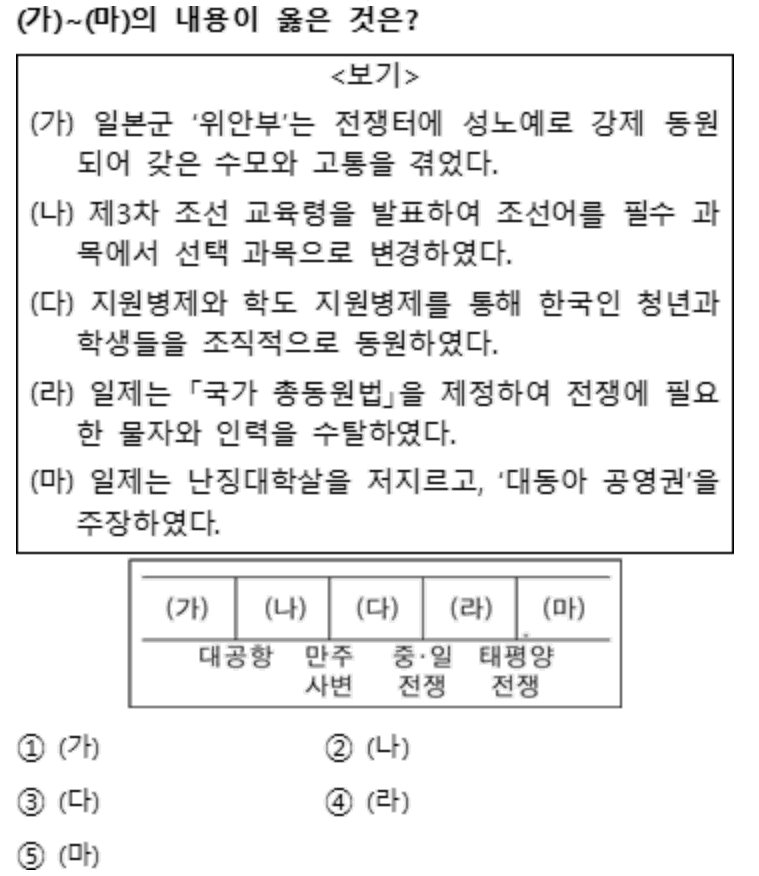 (가)~(마)의 내용이 옳은 것은?
<보기>
(가) 일본군 ‘위안부’는 전쟁터에 성노예로 강제 동원
되어 갖은 수모와 고통을 겪었다.
(나) 제3차 조선 교육령을 발표하여 조선어를 필수 과
목에서 선택 과목으로 변경하였다.
(다) 지원병제와 학도 지원병제를 통해 한국인 청년과
학생들을 조직적으로 동원하였다.
(라) 일제는 「국가 총동원법」을 제정하여 전쟁에 필요
한 물자와 인력을 수탈하였다.
(마) 일제는 난징대학살을 저지르고, ‘대동아 공영권’을
주장하였다.
(가) (나) (다) (라) (마)
대공항 만주 중·일 태평양
사변 전쟁 전쟁
① (가) ② (나)
③ (다) ④ (라)
⑤ (마)